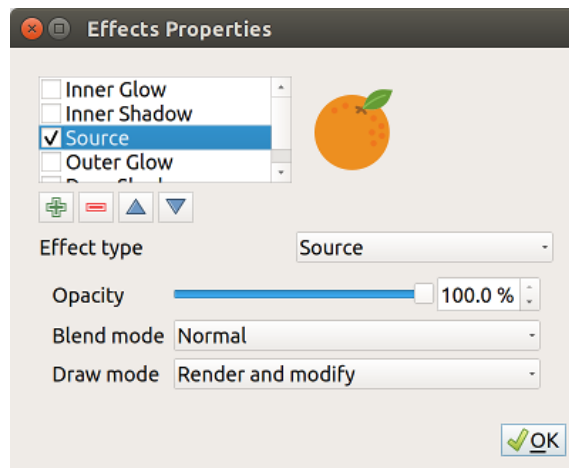 Effects Properties
Inner Glow
Inner Shadow
Source
Outer Glow
Effect type Source
Opacity 100.0 %
Blend mode Normal
Draw mode Render and modify
OK